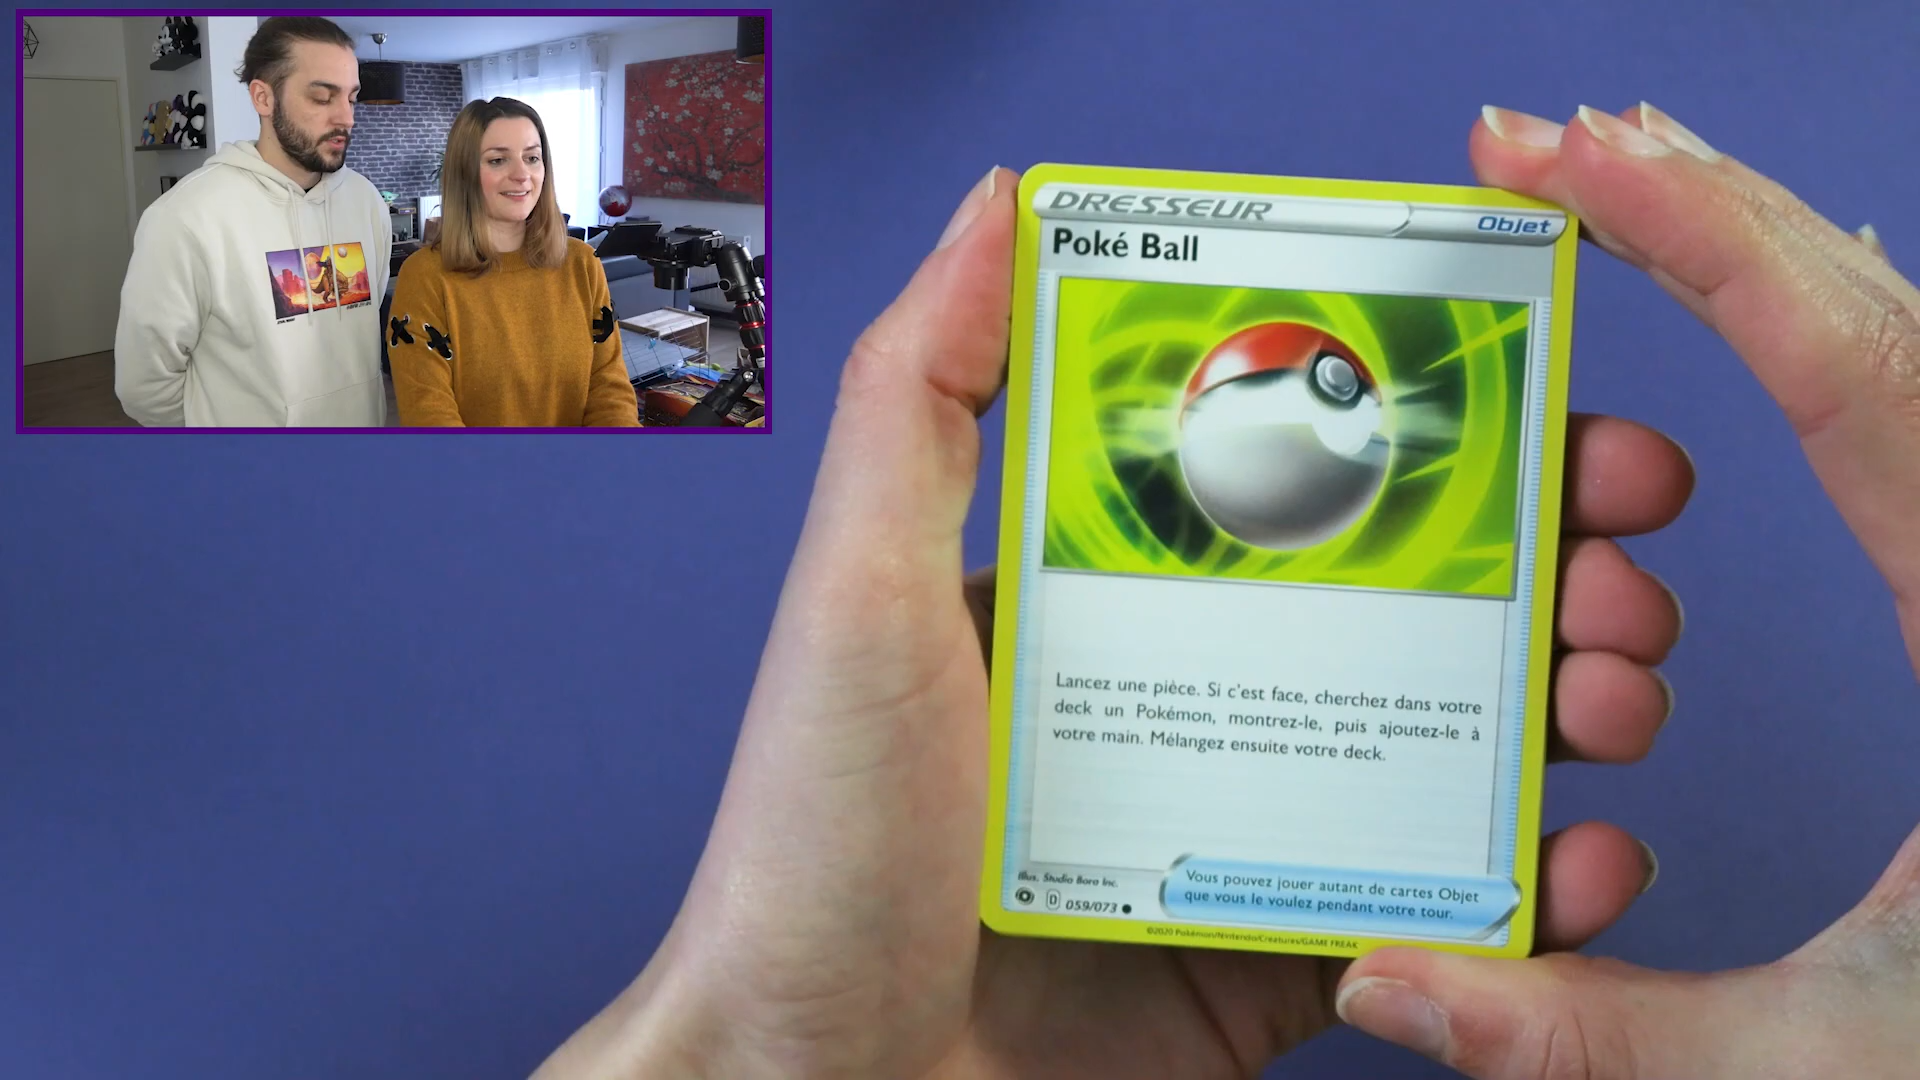 DRESSEUR
Objet
Poké Ball
Lancez une pièce. Si c'est face, cherchez dans votre
deck un Pokémon, montrez-le, puis ajoutez-le à
votre main. Mélangez ensuite votre deck.
Illus. Studio Bora Inc.
D 059/073
Vous pouvez jouer autant de cartes Objet
que vous le voulez pendant votre tour.
©2020 Pokémon/Nintendo/Creatures/GAME FREAK